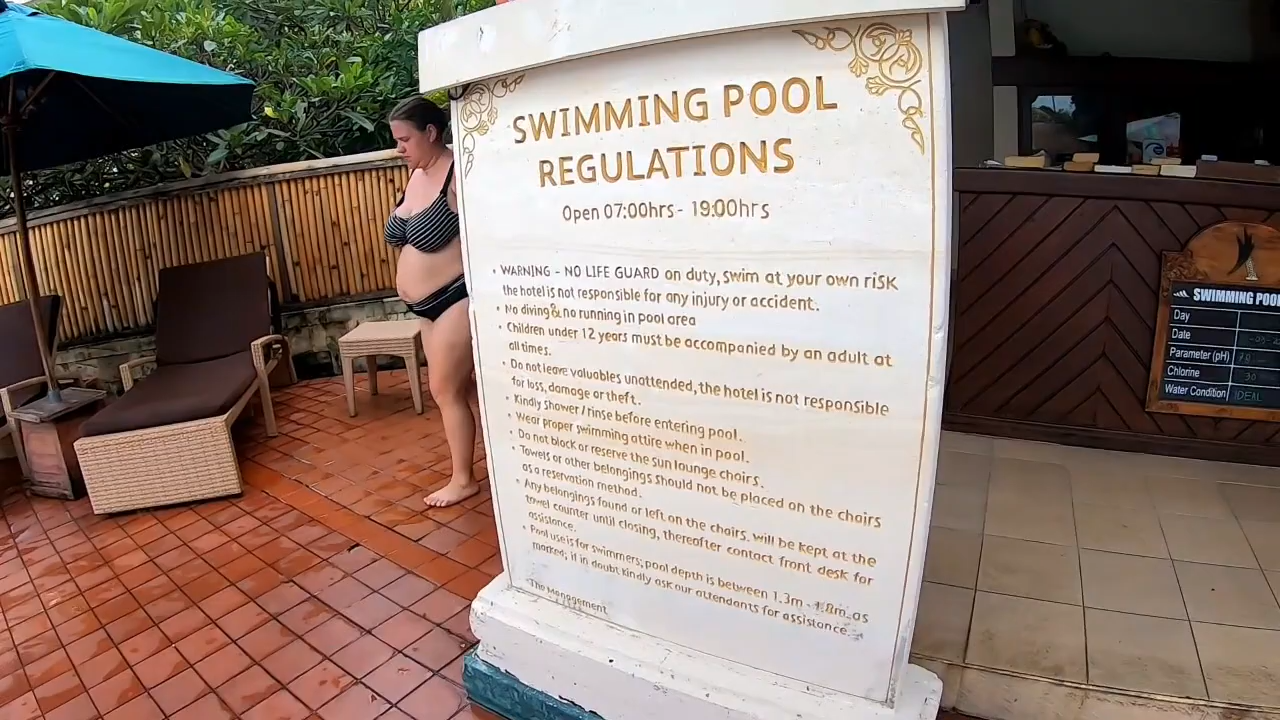 SWIMMING POOL
REGULATIONS
Open 07:00hrs - 19:00hrs
• WARNING - NO LIFE GUARD on duty, swim at your own riSK
the hotel is not responsible for any injury or accident.
• No diving & no running in pool area
• Children under 12 years must be accompanied by an adult at
all times.
• Do not leave valuables unattended, the hotel is not responsible
for loss, damage or theft.
• Kindly shower / rinse before entering pool.
• Wear proper swimming attire when in pool.
• Do not block or reserve the sun lounge chairs.
• Towels or other belongings should not be placed on the chairs
as a reservation method.
• Any belongings found or left on the chairs. will be kept at the
towel counter until closing, thereafter contact front desk for
assistance.
• Pool use is for swimmers; pool depth is between 1.3m - 1.8m. as
marked; if in doubt kindly ask our attendants for assistance.
The Management
SWIMMING POO
Day
Date
Parameter (pH)
Chlorine 30
Water Condition IDEAL